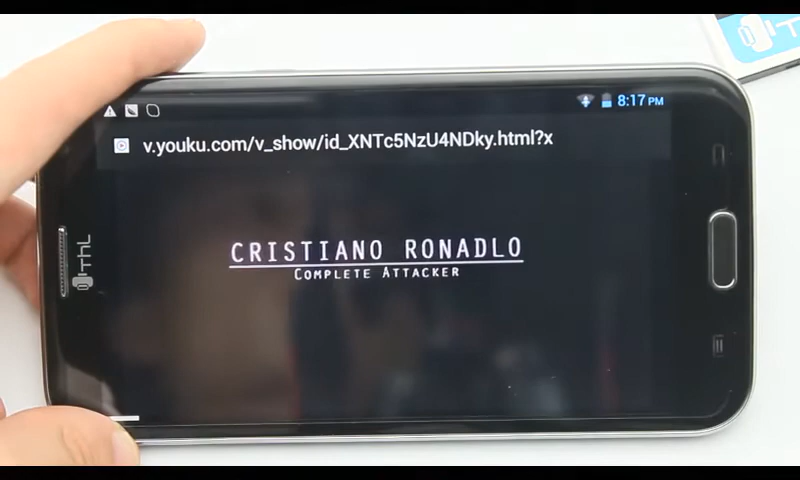 8:17 PM
v.youku.com/v_show/id_XNTc5NzU4NDky.html?x
CRISTIANO RONADLO
COMPLETE ATTACKER
ThL